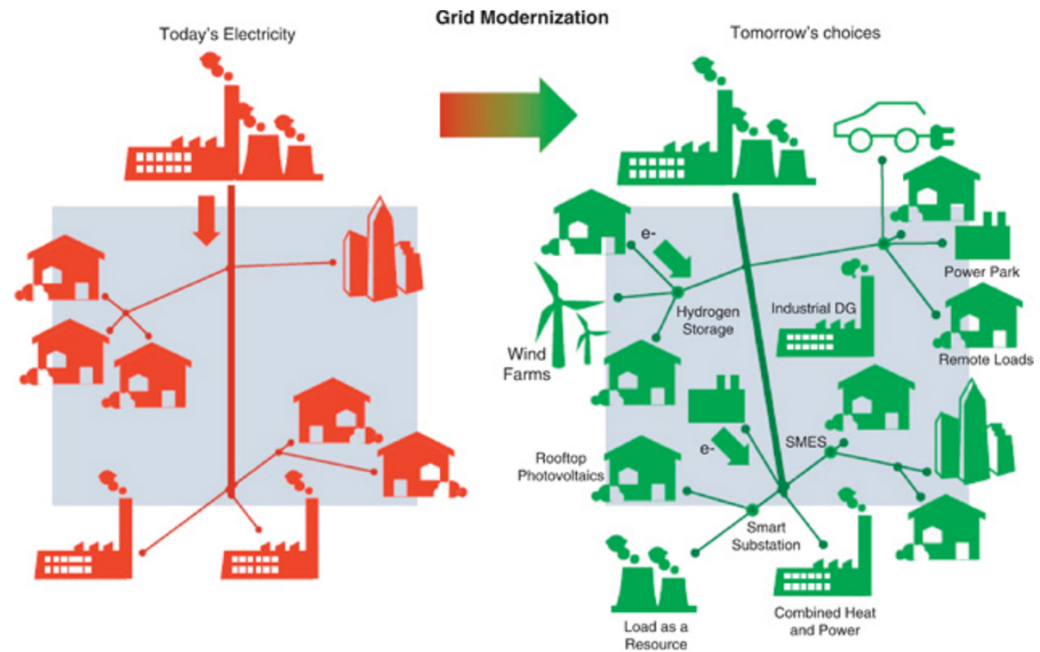 Grid Modernization
Today's Electricity
Tomorrow's choices
e-
Power Park
Hydrogen
Storage
Industrial DG
Wind
Farms
Remote Loads
SMES
e-
Rooftop
Photovoltaics
Smart
Substation
Load as a
Resource
Combined Heat
and Power